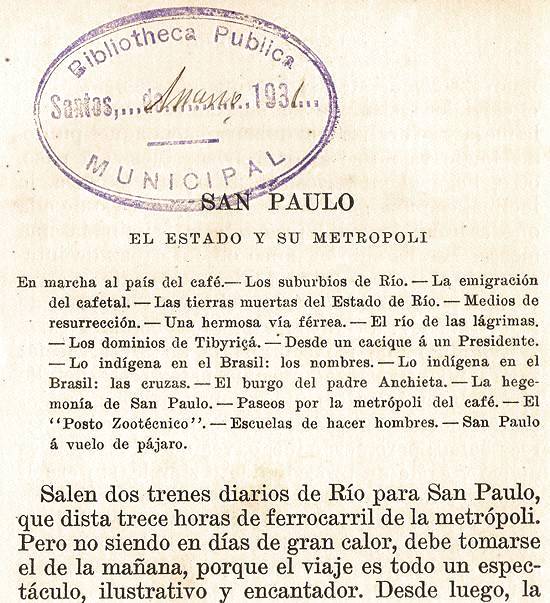 Bibliotheca Publica
Santos,...de..........193 ...
MUNICIPAL
SAN PAULO
EL ESTADO Y SU METROPOLI
En marcha al país del café.— Los suburbios de Río. — La emigración
del cafetal. — Las tierras muertas del Estado de Río. — Medios de
resurrección. — Una hermosa vía férrea. — El río de las lágrimas.
— Los dominios de Tibyriçá. — Desde un cacique á un Presidente.
— Lo indígena en el Brasil: los nombres. — Lo indígena en el
Brasil: las cruzas. — El burgo del padre Anchieta. — La hege-
monía de San Paulo. — Paseos por la metrópoli del café. — El
"Posto Zootécnico". — Escuelas de hacer hombres. — San Paulo
á vuelo de pájaro.
Salen dos trenes diarios de Río para San Paulo,
que dista trece horas de ferrocarril de la metrópoli.
Pero no siendo en días de gran calor, debe tomarse
el de la mañana, porque el viaje es todo un espec-
táculo, ilustrativo y encantador. Desde luego, la